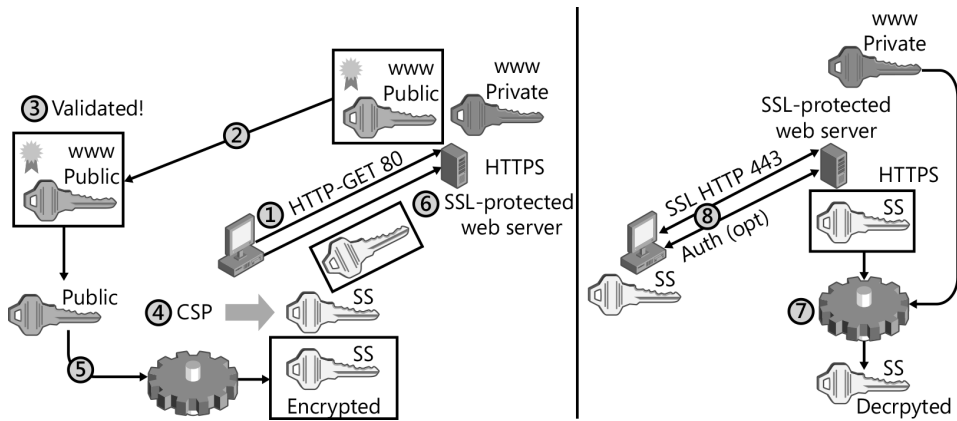 www
Public
www
Private
3 Validated!
www
Public
2
1 HTTP-GET 80
HTTPS
6 SSL-protected
web server
Public
4 CSP
SS
5
SS
Encrypted
www
Private
SSL-protected
web server
SSL HTTP 443
HTTPS
8
Auth (opt)
SS
SS
7
SS
Decrpyted